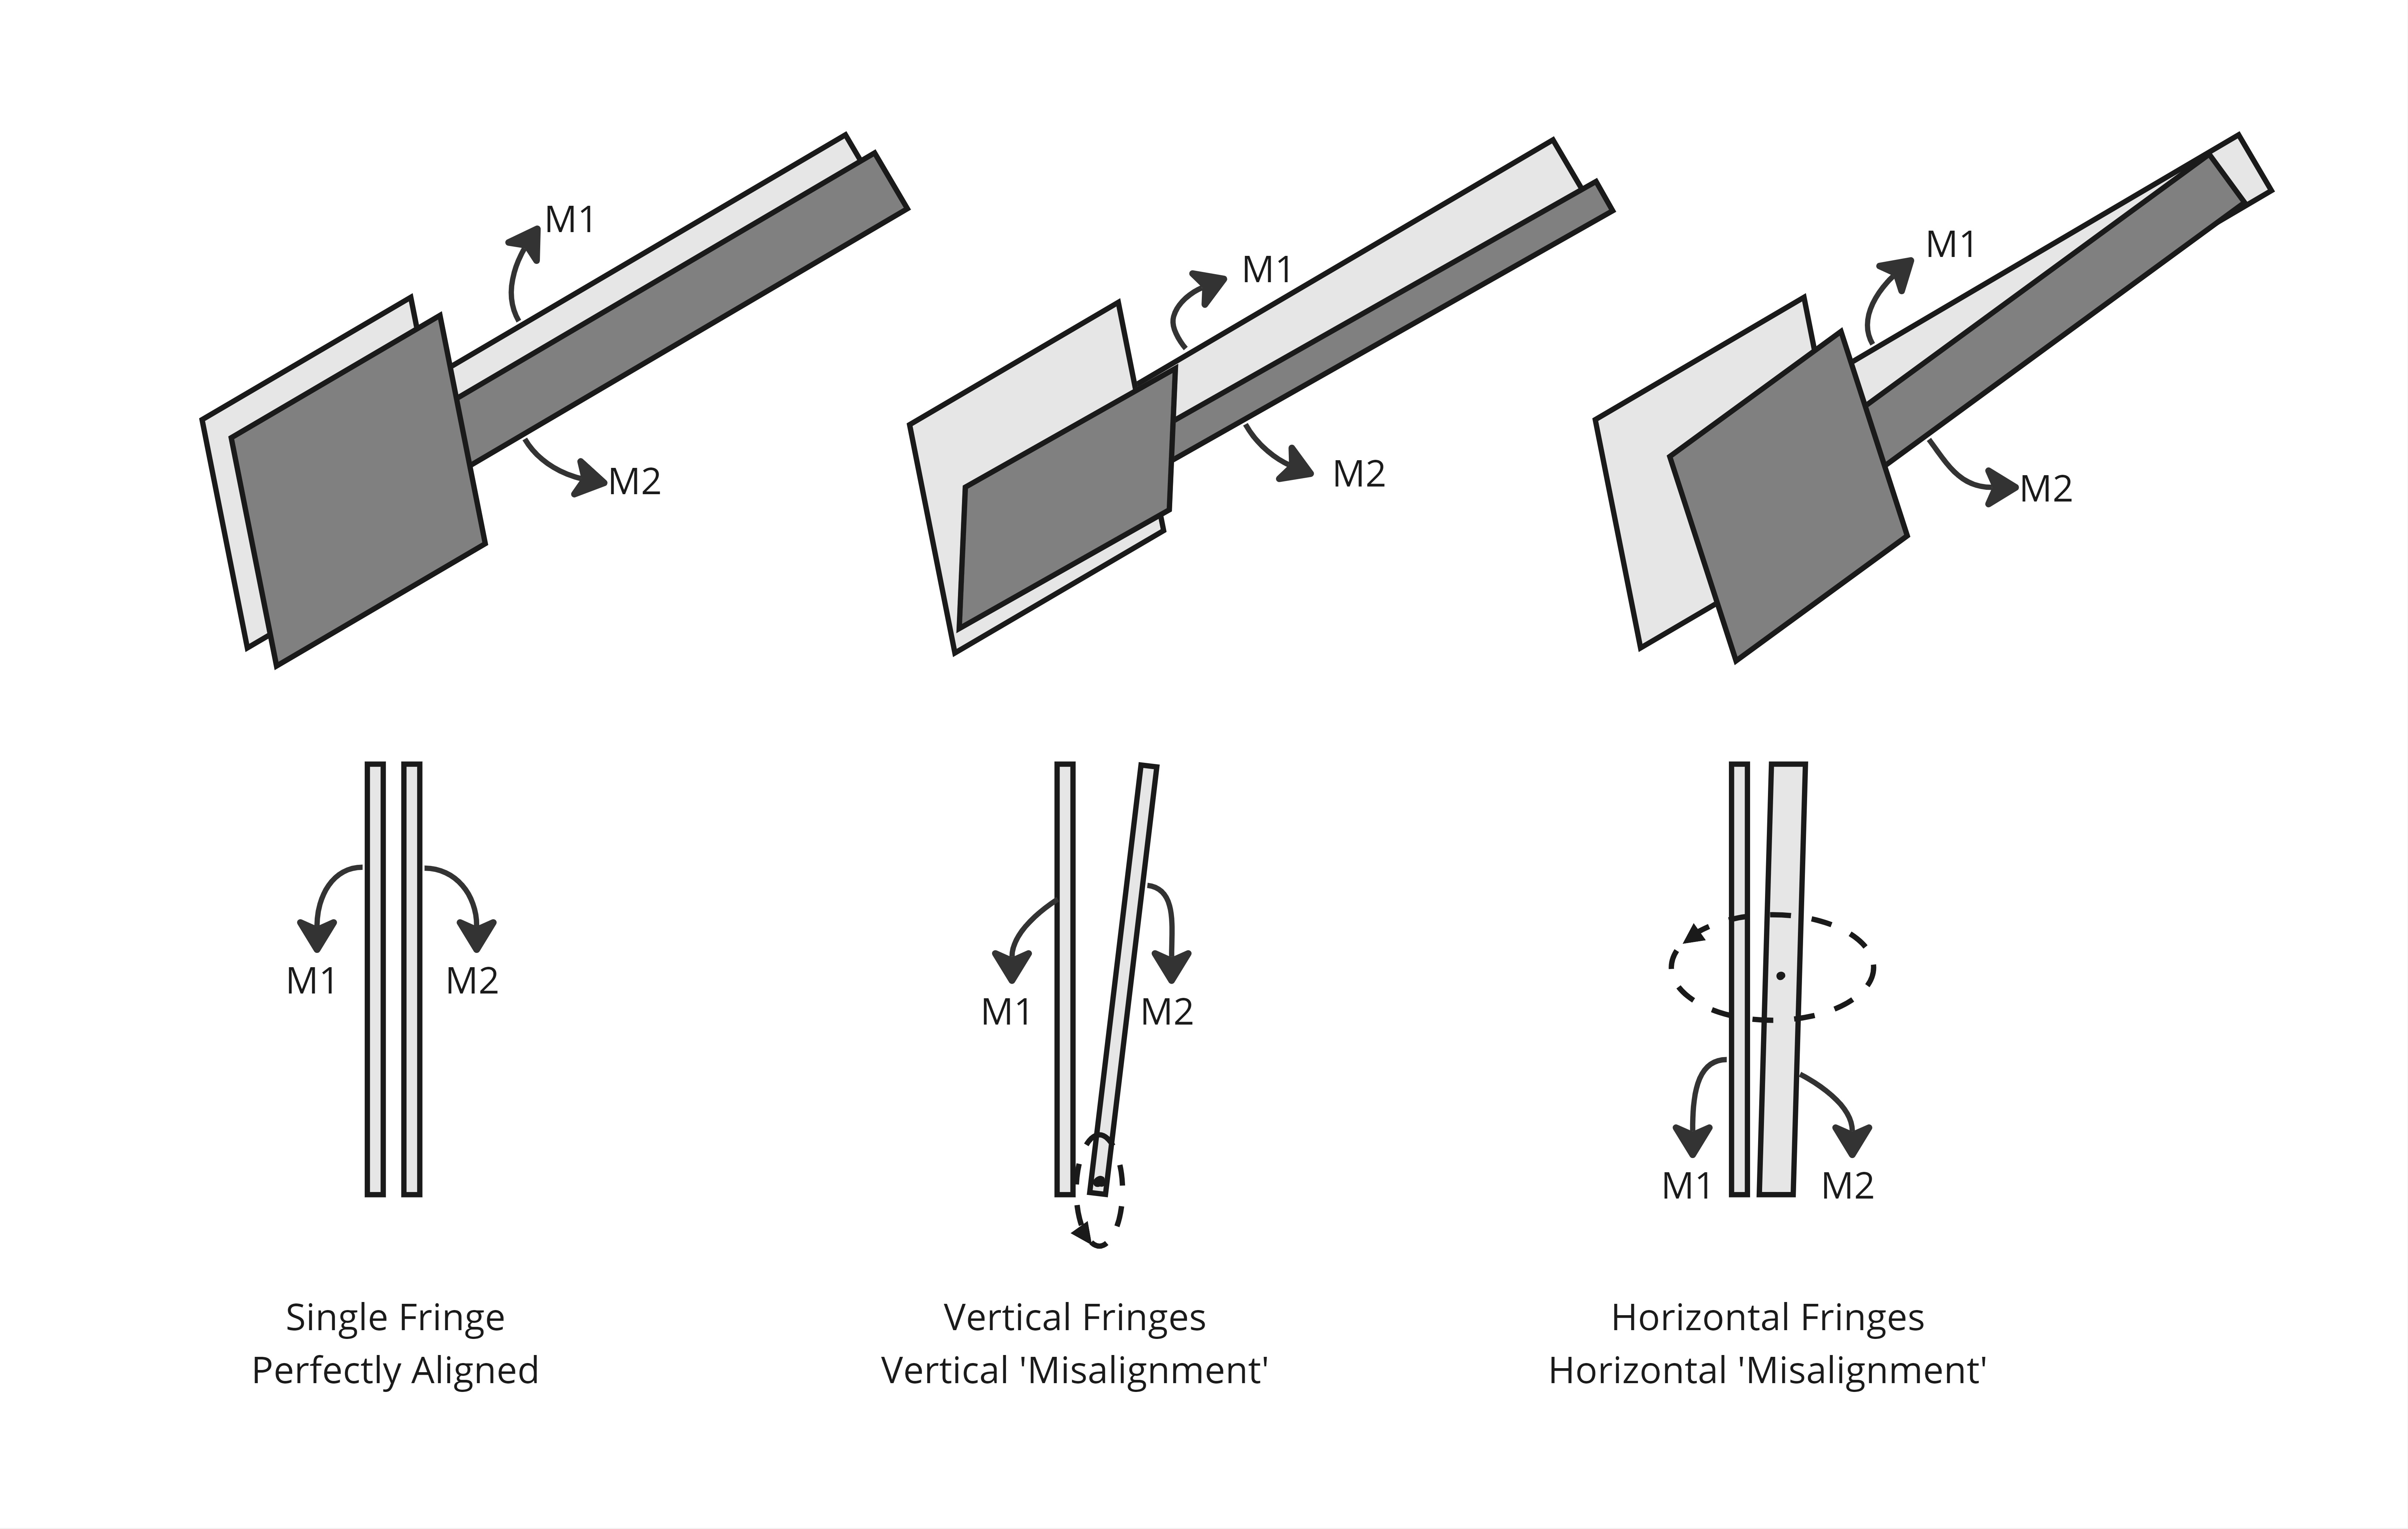 M1
M2
M1
M2
M1
M2
M1
M2
M1
M2
M1
M2
Single Fringe
Perfectly Aligned
Vertical Fringes
Vertical 'Misalignment'
Horizontal Fringes
Horizontal 'Misalignment'